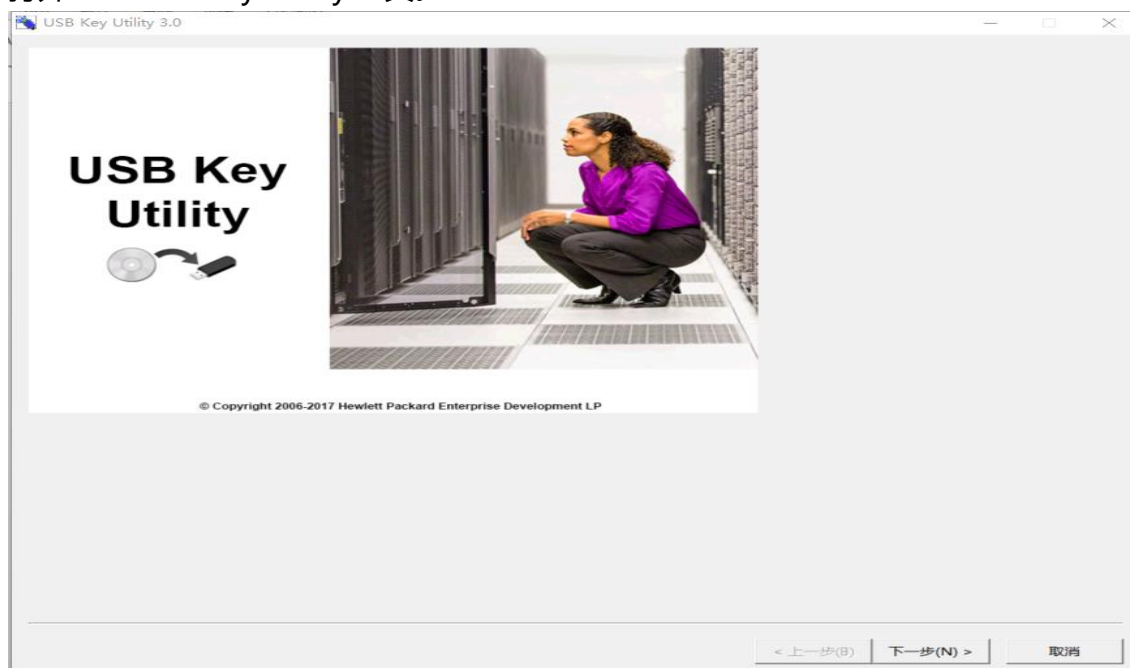 USB Key Utility 3.0
USB Key
Utility
© Copyright 2006-2017 Hewlett Packard Enterprise Development LP
< 上一步(B)
下一步(N) >
取消